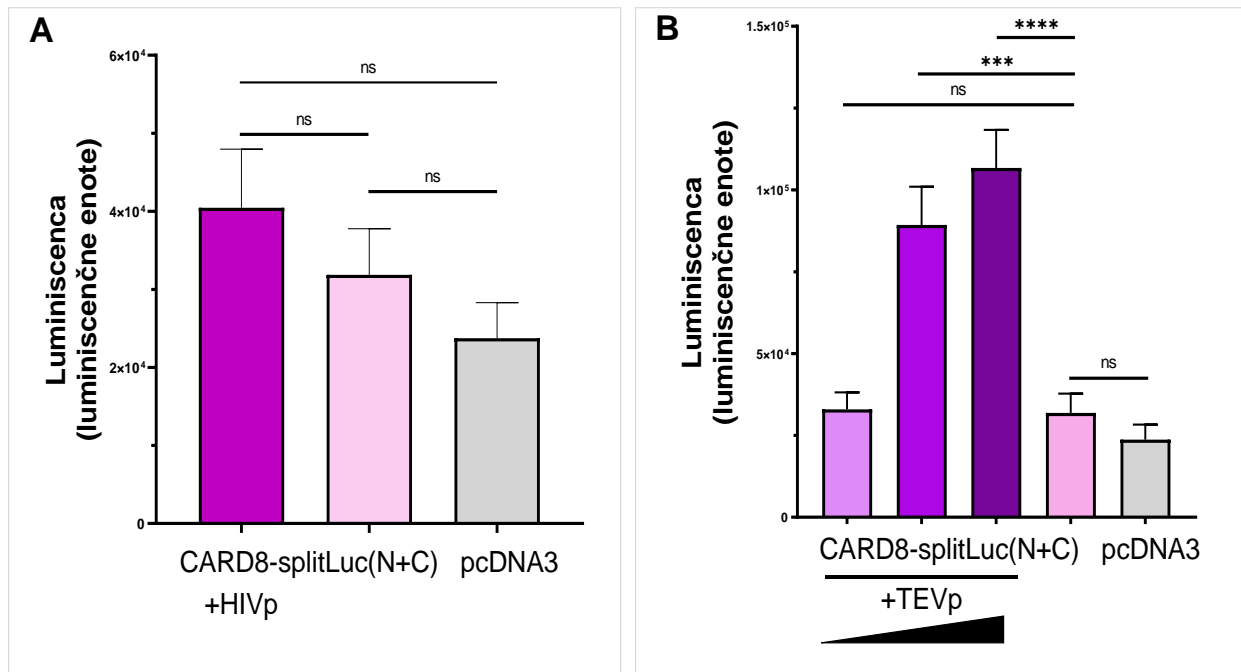 A
6×10⁴
4×10⁴
2×10⁴
0
Luminiscenca
(luminiscenčne enote)
ns
ns
ns
CARD8-splitLuc(N+C)
pcDNA3
+HIVp
B
1.5×10⁵
1×10⁵
5×10⁴
0
Luminiscenca
(luminiscenčne enote)
****
***
ns
ns
CARD8-splitLuc(N+C)
pcDNA3
+TEVp